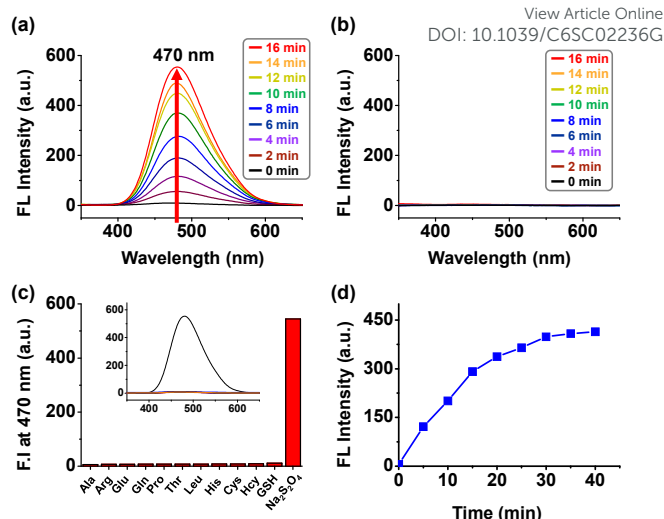 View Article Online
DOI: 10.1039/C6SC02236G
(a)
600
400
200
0
FL Intensity (a.u.)
470 nm
16 min
14 min
12 min
10 min
8 min
6 min
4 min
2 min
0 min
400
500
600
Wavelength (nm)
(b)
600
400
200
0
FL Intensity (a.u.)
16 min
14 min
12 min
10 min
8 min
6 min
4 min
2 min
0 min
400
500
600
Wavelength (nm)
(c)
600
400
200
0
F.I at 470 nm (a.u.)
600
400
200
0
400
500
600
Ala
Arg
Glu
Gln
Pro
Thr
Leu
His
Cys
Hcy
GSH
Na₂S₂O₄
(d)
450
300
150
0
FL Intensity (a.u.)
0
10
20
30
40
Time (min)